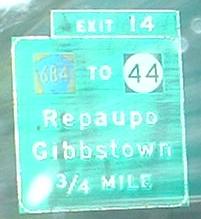 EXIT 14
684 TO 44
Repaupo
Gibbstown
3/4 MILE